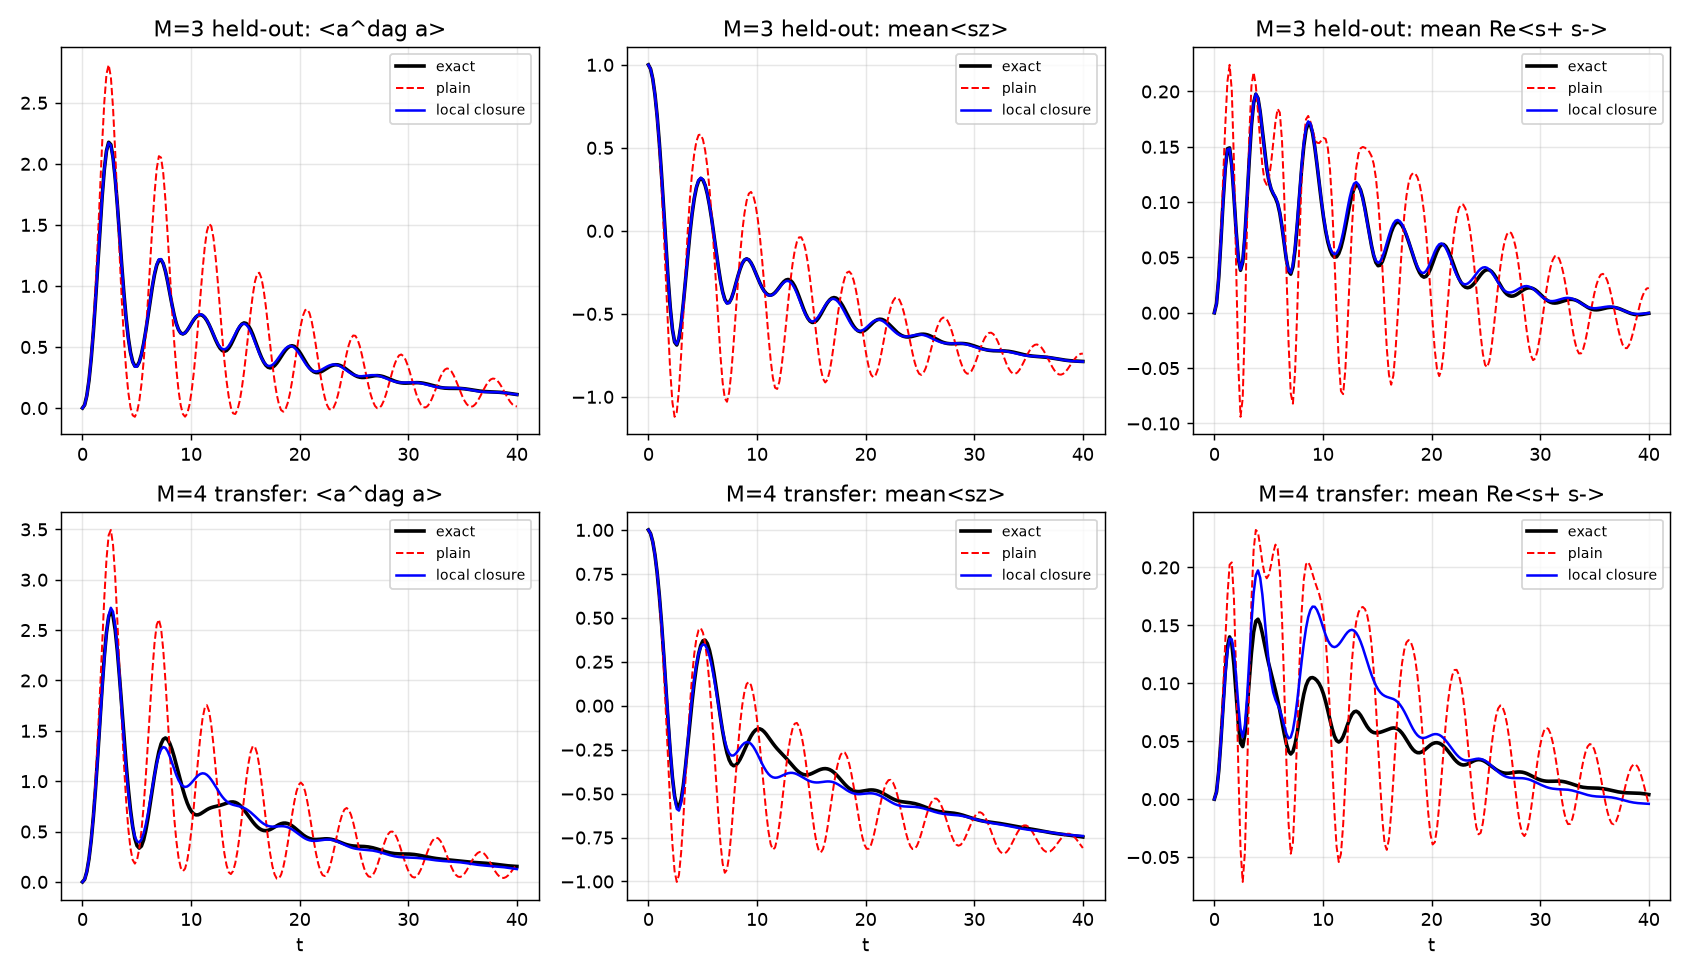 M=3 held-out: <a^dag a>
2.5
2.0
1.5
1.0
0.5
0.0
0 10 20 30 40
exact
plain
local closure
M=3 held-out: mean<sz>
1.0
0.5
0.0
−0.5
−1.0
0 10 20 30 40
exact
plain
local closure
M=3 held-out: mean Re<s+ s->
0.20
0.15
0.10
0.05
0.00
−0.05
−0.10
0 10 20 30 40
exact
plain
local closure
M=4 transfer: <a^dag a>
3.5
3.0
2.5
2.0
1.5
1.0
0.5
0.0
0 10 20 30 40
t
exact
plain
local closure
M=4 transfer: mean<sz>
1.00
0.75
0.50
0.25
0.00
−0.25
−0.50
−0.75
−1.00
0 10 20 30 40
t
exact
plain
local closure
M=4 transfer: mean Re<s+ s->
0.20
0.15
0.10
0.05
0.00
−0.05
0 10 20 30 40
t
exact
plain
local closure